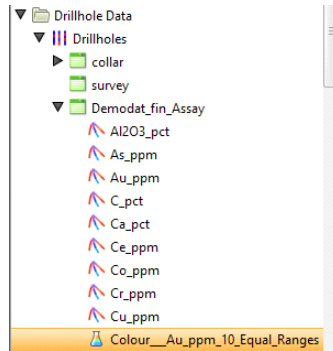 Drillhole Data
Drillholes
collar
survey
Demodat_fin_Assay
Al2O3_pct
As_ppm
Au_ppm
C_pct
Ca_pct
Ce_ppm
Co_ppm
Cr_ppm
Cu_ppm
Colour__Au_ppm_10_Equal_Ranges